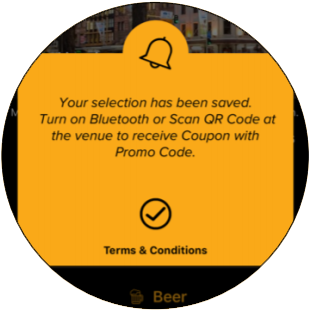 Your selection has been saved.
Turn on Bluetooth or Scan QR Code at
the venue to receive Coupon with
Promo Code.
Terms & Conditions
Beer